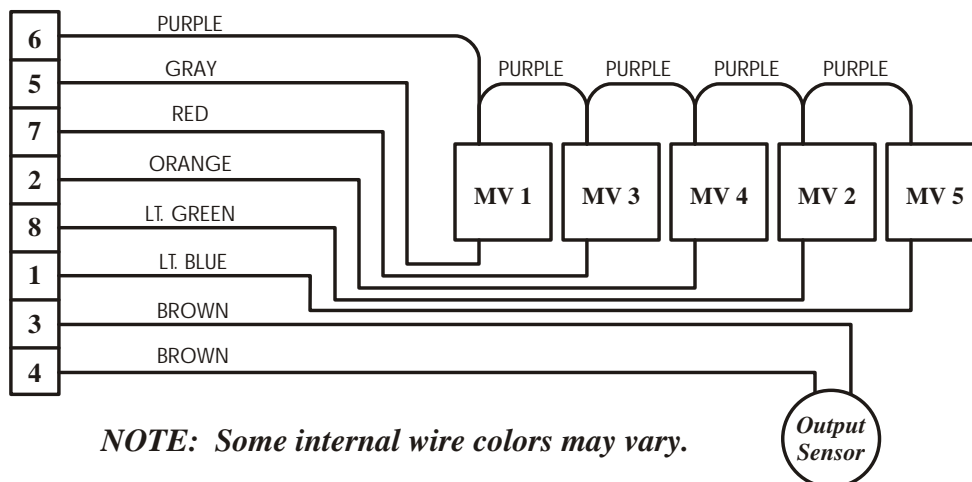 6 PURPLE
5 GRAY
7 RED
2 ORANGE
8 LT. GREEN
1 LT. BLUE
3 BROWN
4 BROWN
PURPLE PURPLE PURPLE PURPLE
MV 1 MV 3 MV 4 MV 2 MV 5
Output
Sensor
NOTE: Some internal wire colors may vary.